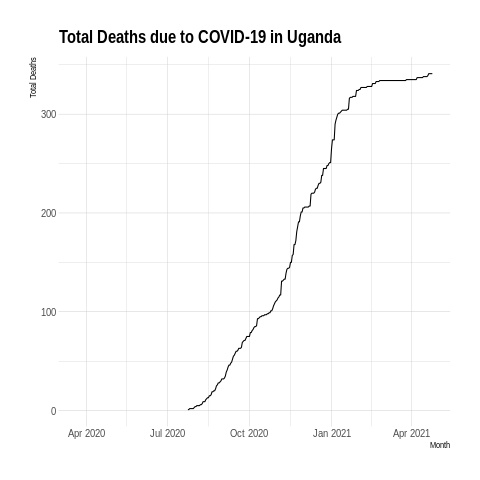 Total Deaths due to COVID-19 in Uganda
Total Deaths
300
200
100
0
Apr 2020 Jul 2020 Oct 2020 Jan 2021 Apr 2021
Month